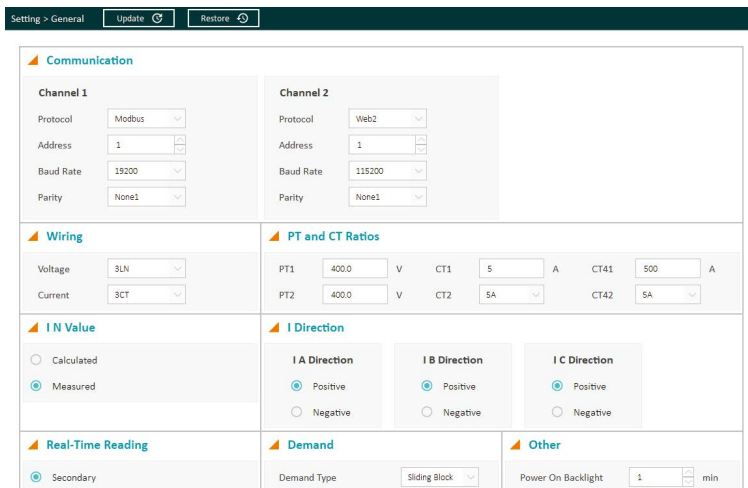 Setting > General Update Restore
Communication
Channel 1 Channel 2
Protocol Modbus Protocol Web2
Address 1 Address 1
Baud Rate 19200 Baud Rate 115200
Parity None1 Parity None1
Wiring PT and CT Ratios
Voltage 3LN PT1 400.0 V CT1 5 A CT41 500 A
Current 3CT PT2 400.0 V CT2 5A CT42 5A
I N Value I Direction
Calculated I A Direction I B Direction I C Direction
Measured Positive Positive Positive
Negative Negative Negative
Real-Time Reading Demand Other
Secondary Demand Type Sliding Block Power On Backlight 1 min